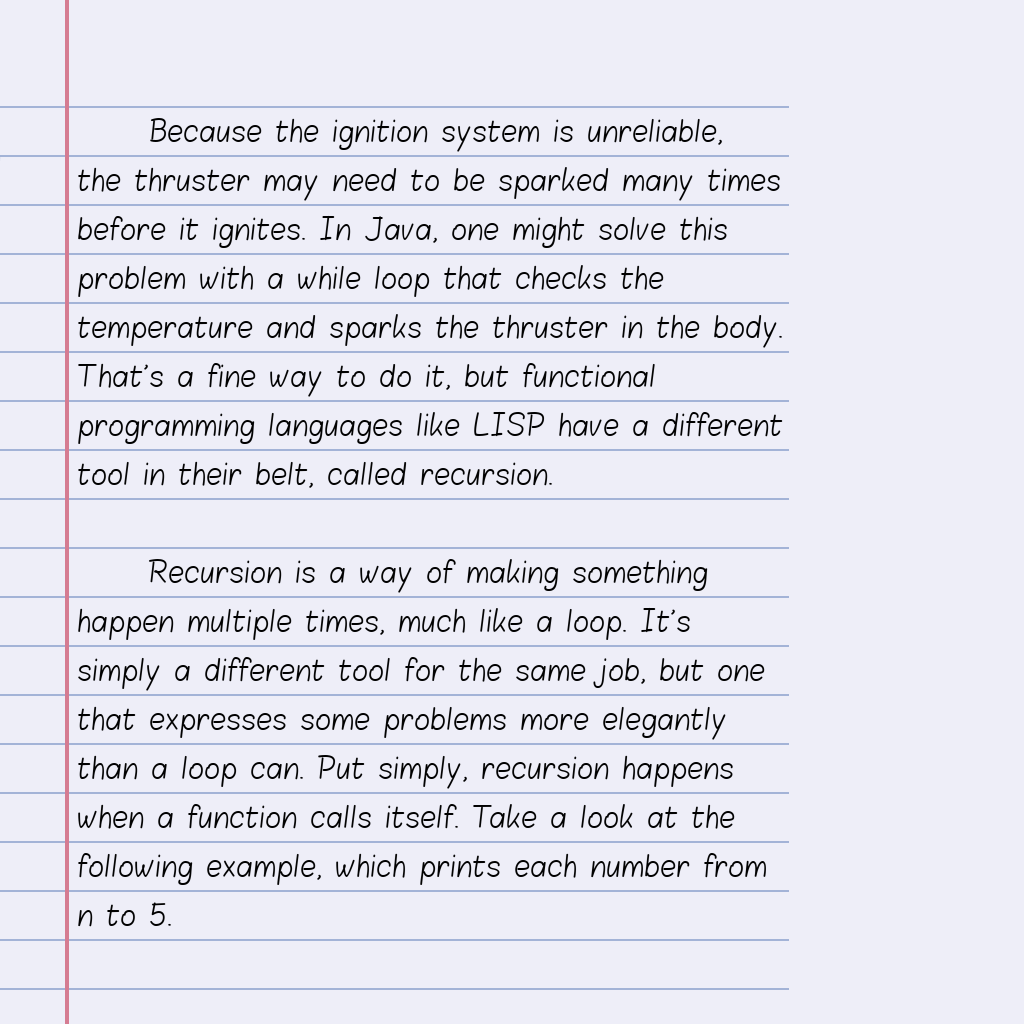 Because the ignition system is unreliable,
the thruster may need to be sparked many times
before it ignites. In Java, one might solve this
problem with a while loop that checks the
temperature and sparks the thruster in the body.
That's a fine way to do it, but functional
programming languages like LISP have a different
tool in their belt, called recursion.

Recursion is a way of making something
happen multiple times, much like a loop. It's
simply a different tool for the same job, but one
that expresses some problems more elegantly
than a loop can. Put simply, recursion happens
when a function calls itself. Take a look at the
following example, which prints each number from
n to 5.